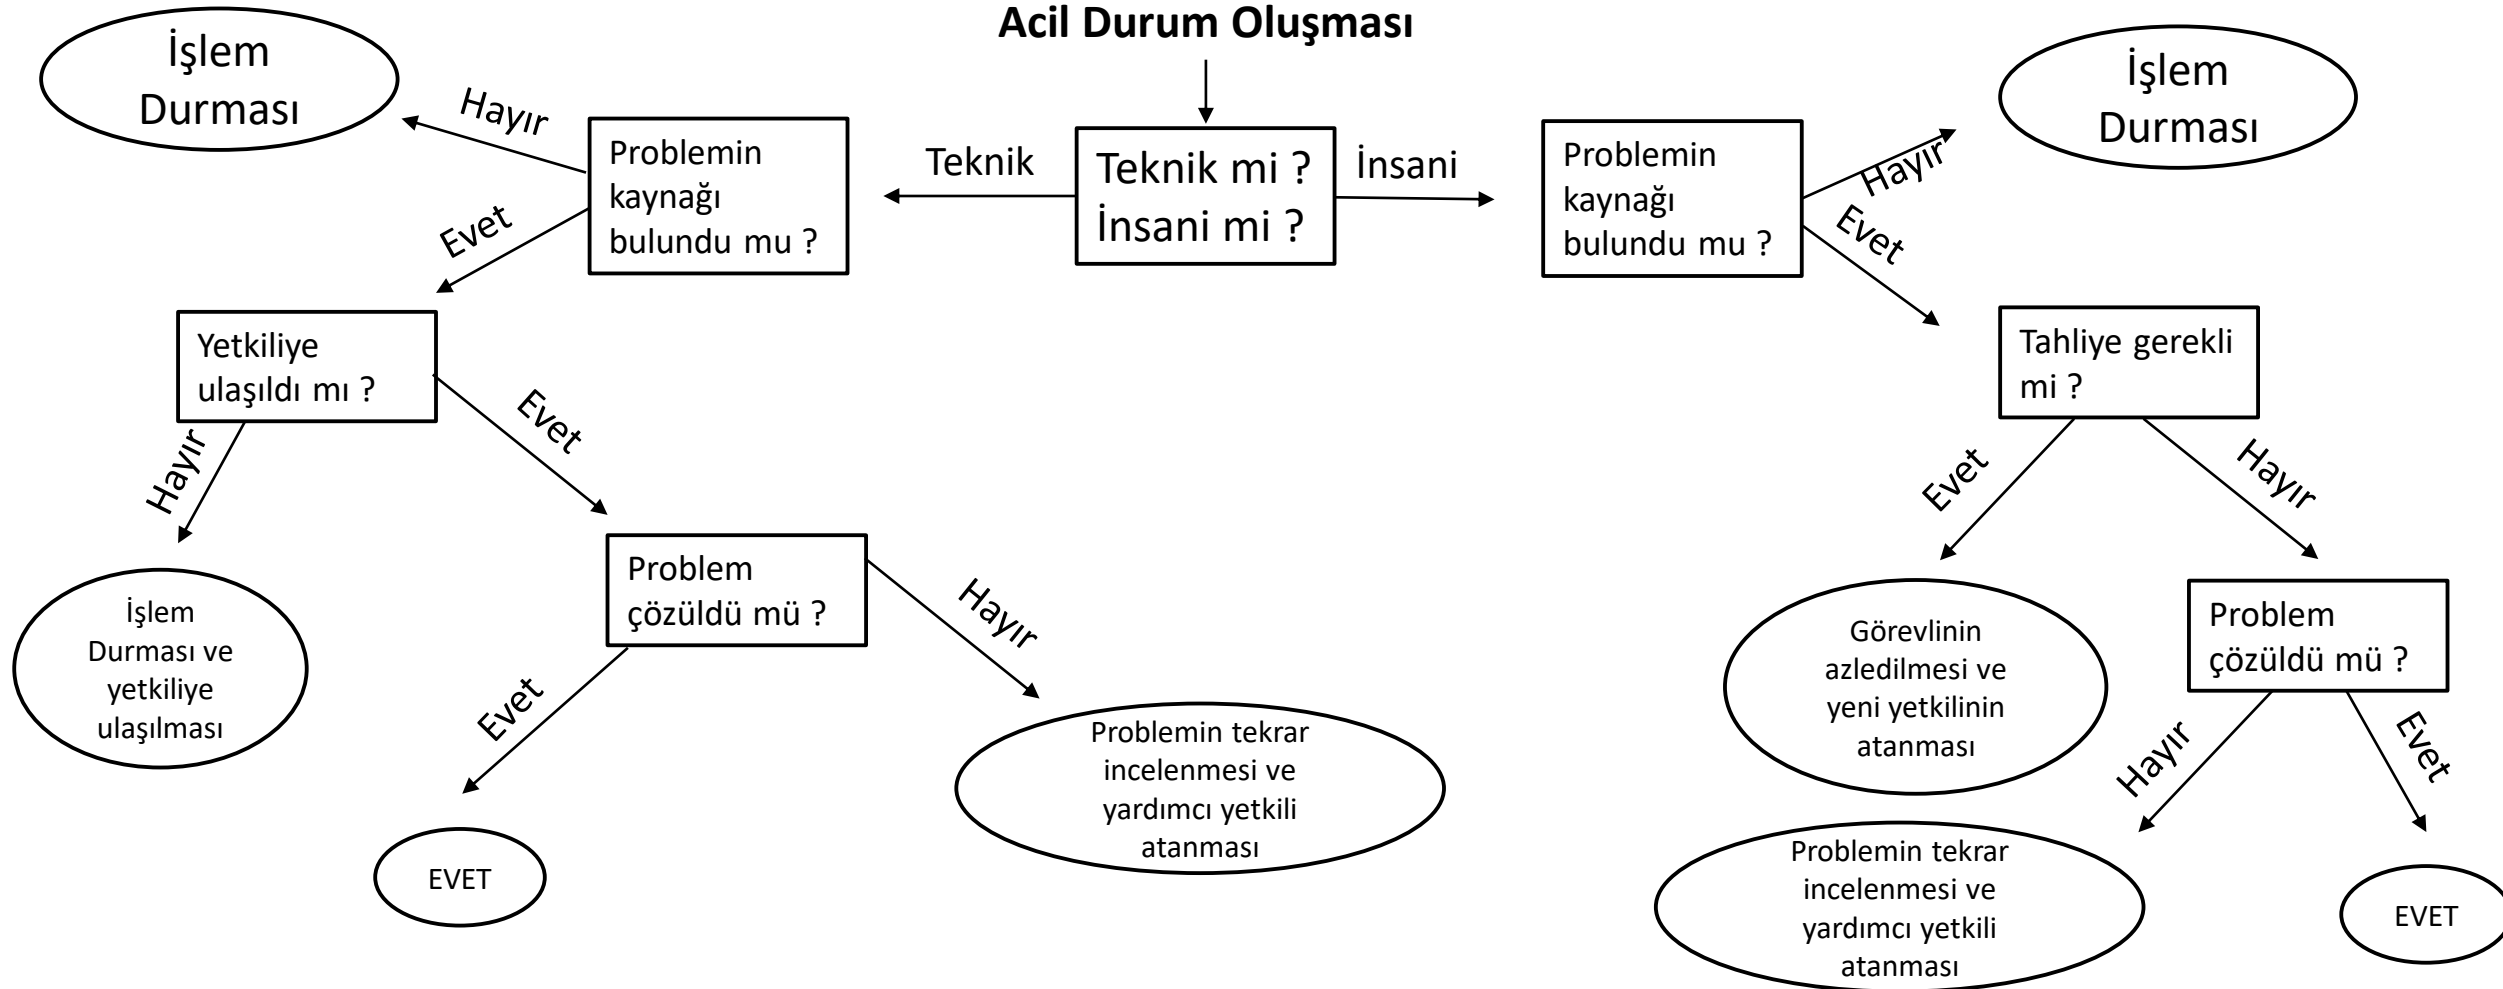 Acil Durum Oluşması
İşlem
Durması
Hayır
Problemin
kaynağı
bulundu mu ?
Evet
Teknik
Teknik mi ?
İnsani mi ?
İnsani
Problemin
kaynağı
bulundu mu ?
Hayır
Evet
İşlem
Durması
Yetkiliye
ulaşıldı mı ?
Hayır
Evet
Tahliye gerekli
mi ?
Evet
Hayır
İşlem
Durması ve
yetkiliye
ulaşılması
Problem
çözüldü mü ?
Evet
Hayır
EVET
Problemin tekrar
incelenmesi ve
yardımcı yetkili
atanması
Görevlinin
azledilmesi ve
yeni yetkilinin
atanması
Problem
çözüldü mü ?
Hayır
Evet
Problemin tekrar
incelenmesi ve
yardımcı yetkili
atanması
EVET